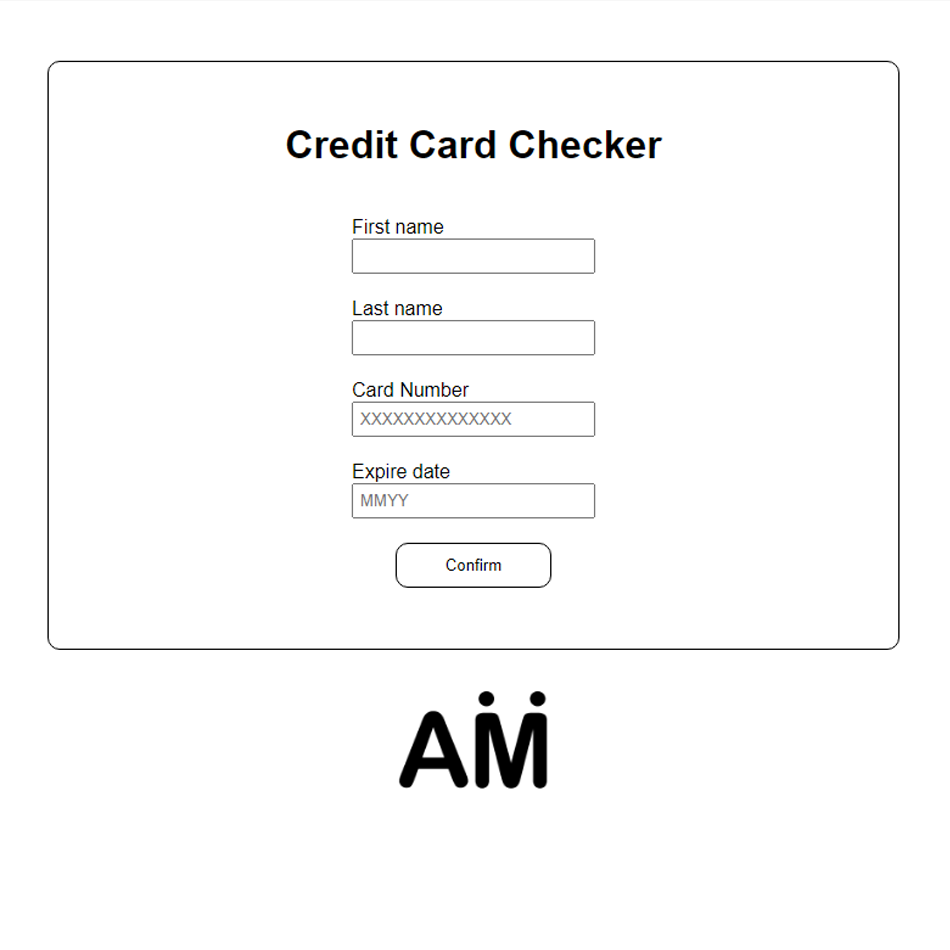 Credit Card Checker
First name
Last name
Card Number
XXXXXXXXXXXXXX
Expire date
MMYY
Confirm
AM